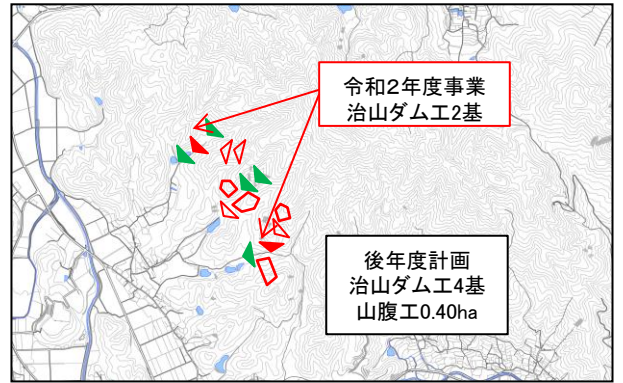 令和２年度事業
治山ダム工2基
後年度計画
治山ダム工4基
山腹工0.40ha